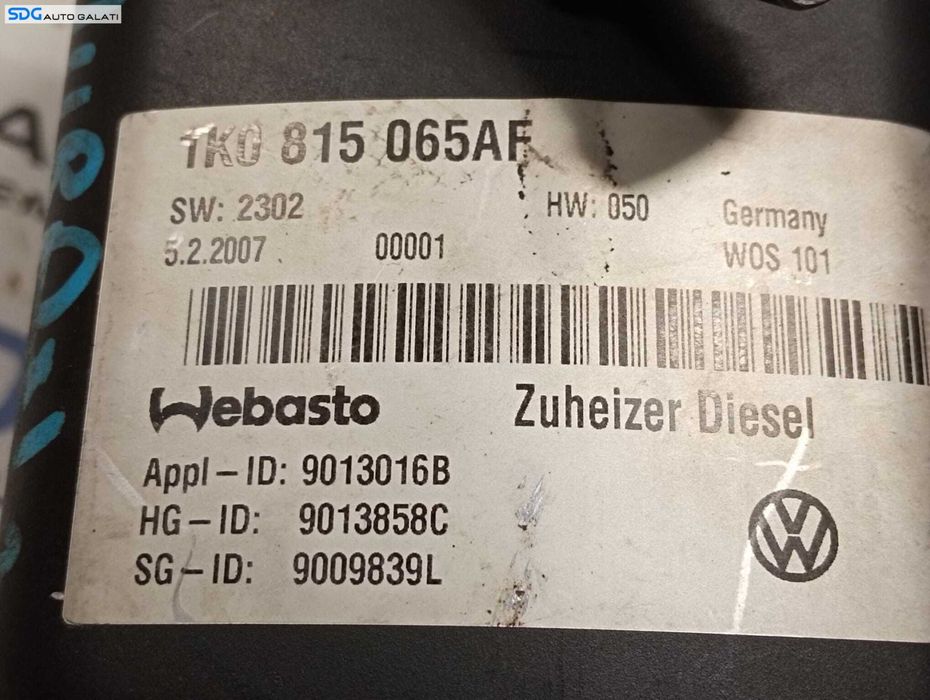 SDG AUTO GALATI
1K0 815 065AF
SW: 2302 HW: 050 Germany
5.2.2007 00001 WOS 101
Webasto Zuheizer Diesel
Appl-ID: 9013016B
HG-ID: 9013858C
SG-ID: 9009839L